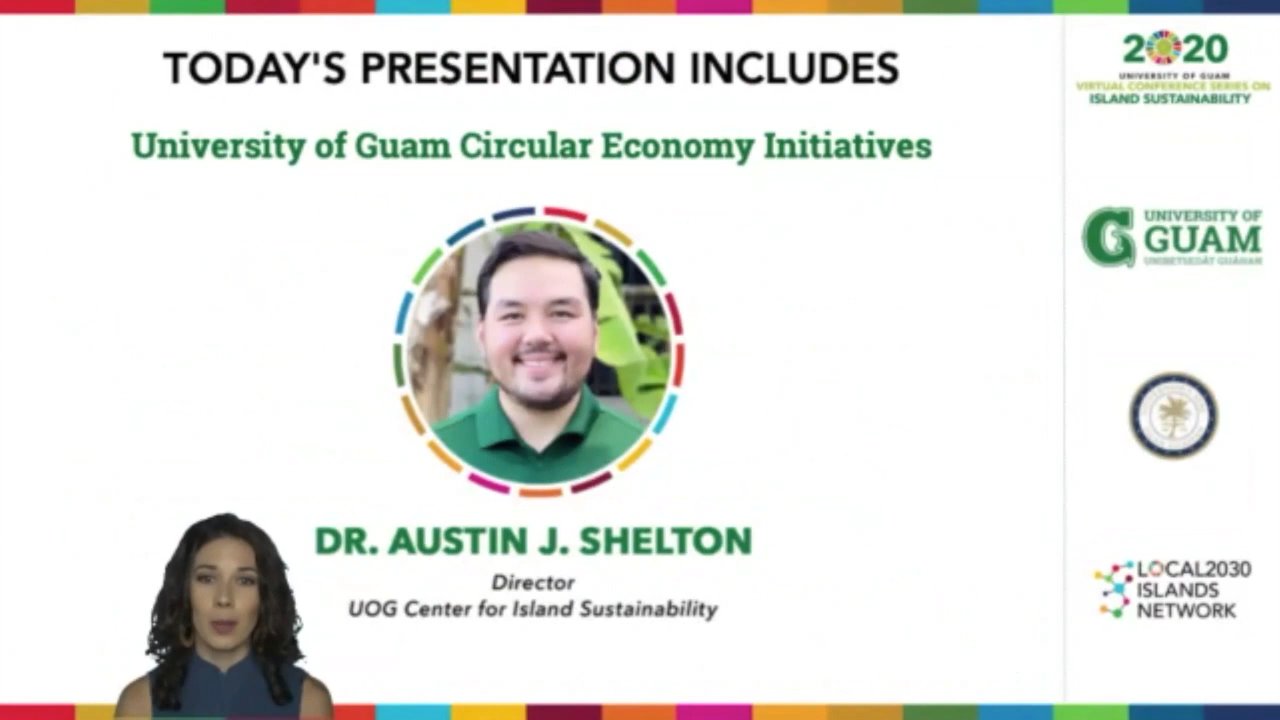 TODAY'S PRESENTATION INCLUDES
University of Guam Circular Economy Initiatives
DR. AUSTIN J. SHELTON
Director
UOG Center for Island Sustainability
2020
UNIVERSITY OF GUAM
VIRTUAL CONFERENCE SERIES ON
ISLAND SUSTAINABILITY
G
UNIVERSITY OF
GUAM
UNIBETSEDÅT GUÅHAN
LOCAL2030
ISLANDS
NETWORK